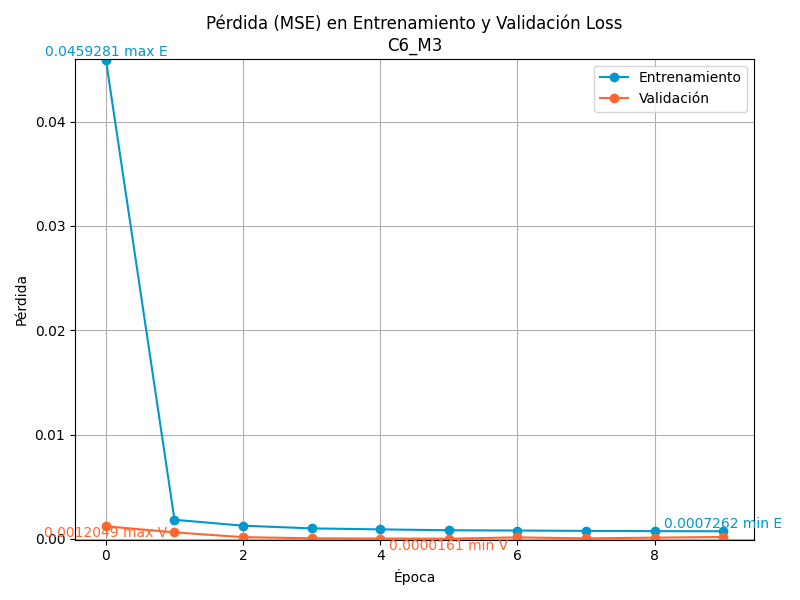 Pérdida (MSE) en Entrenamiento y Validación Loss
C6_M3
0.0459281 max E
Entrenamiento
Validación
0.04
0.03
0.02
0.01
0.00
Pérdida
0.0012049 max V
0.0007262 min E
0.0000161 min V
0
2
4
6
8
Época